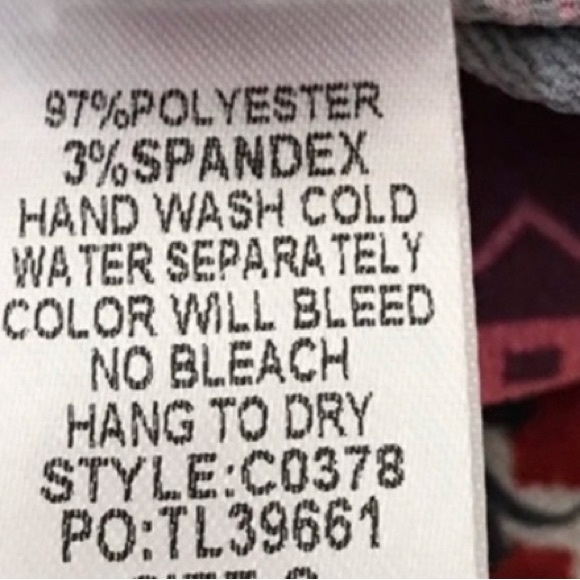 97%POLYESTER
3%SPANDEX
HAND WASH COLD
WATER SEPARATELY
COLOR WILL BLEED
NO BLEACH
HANG TO DRY
STYLE:C0378
PO:TL39661